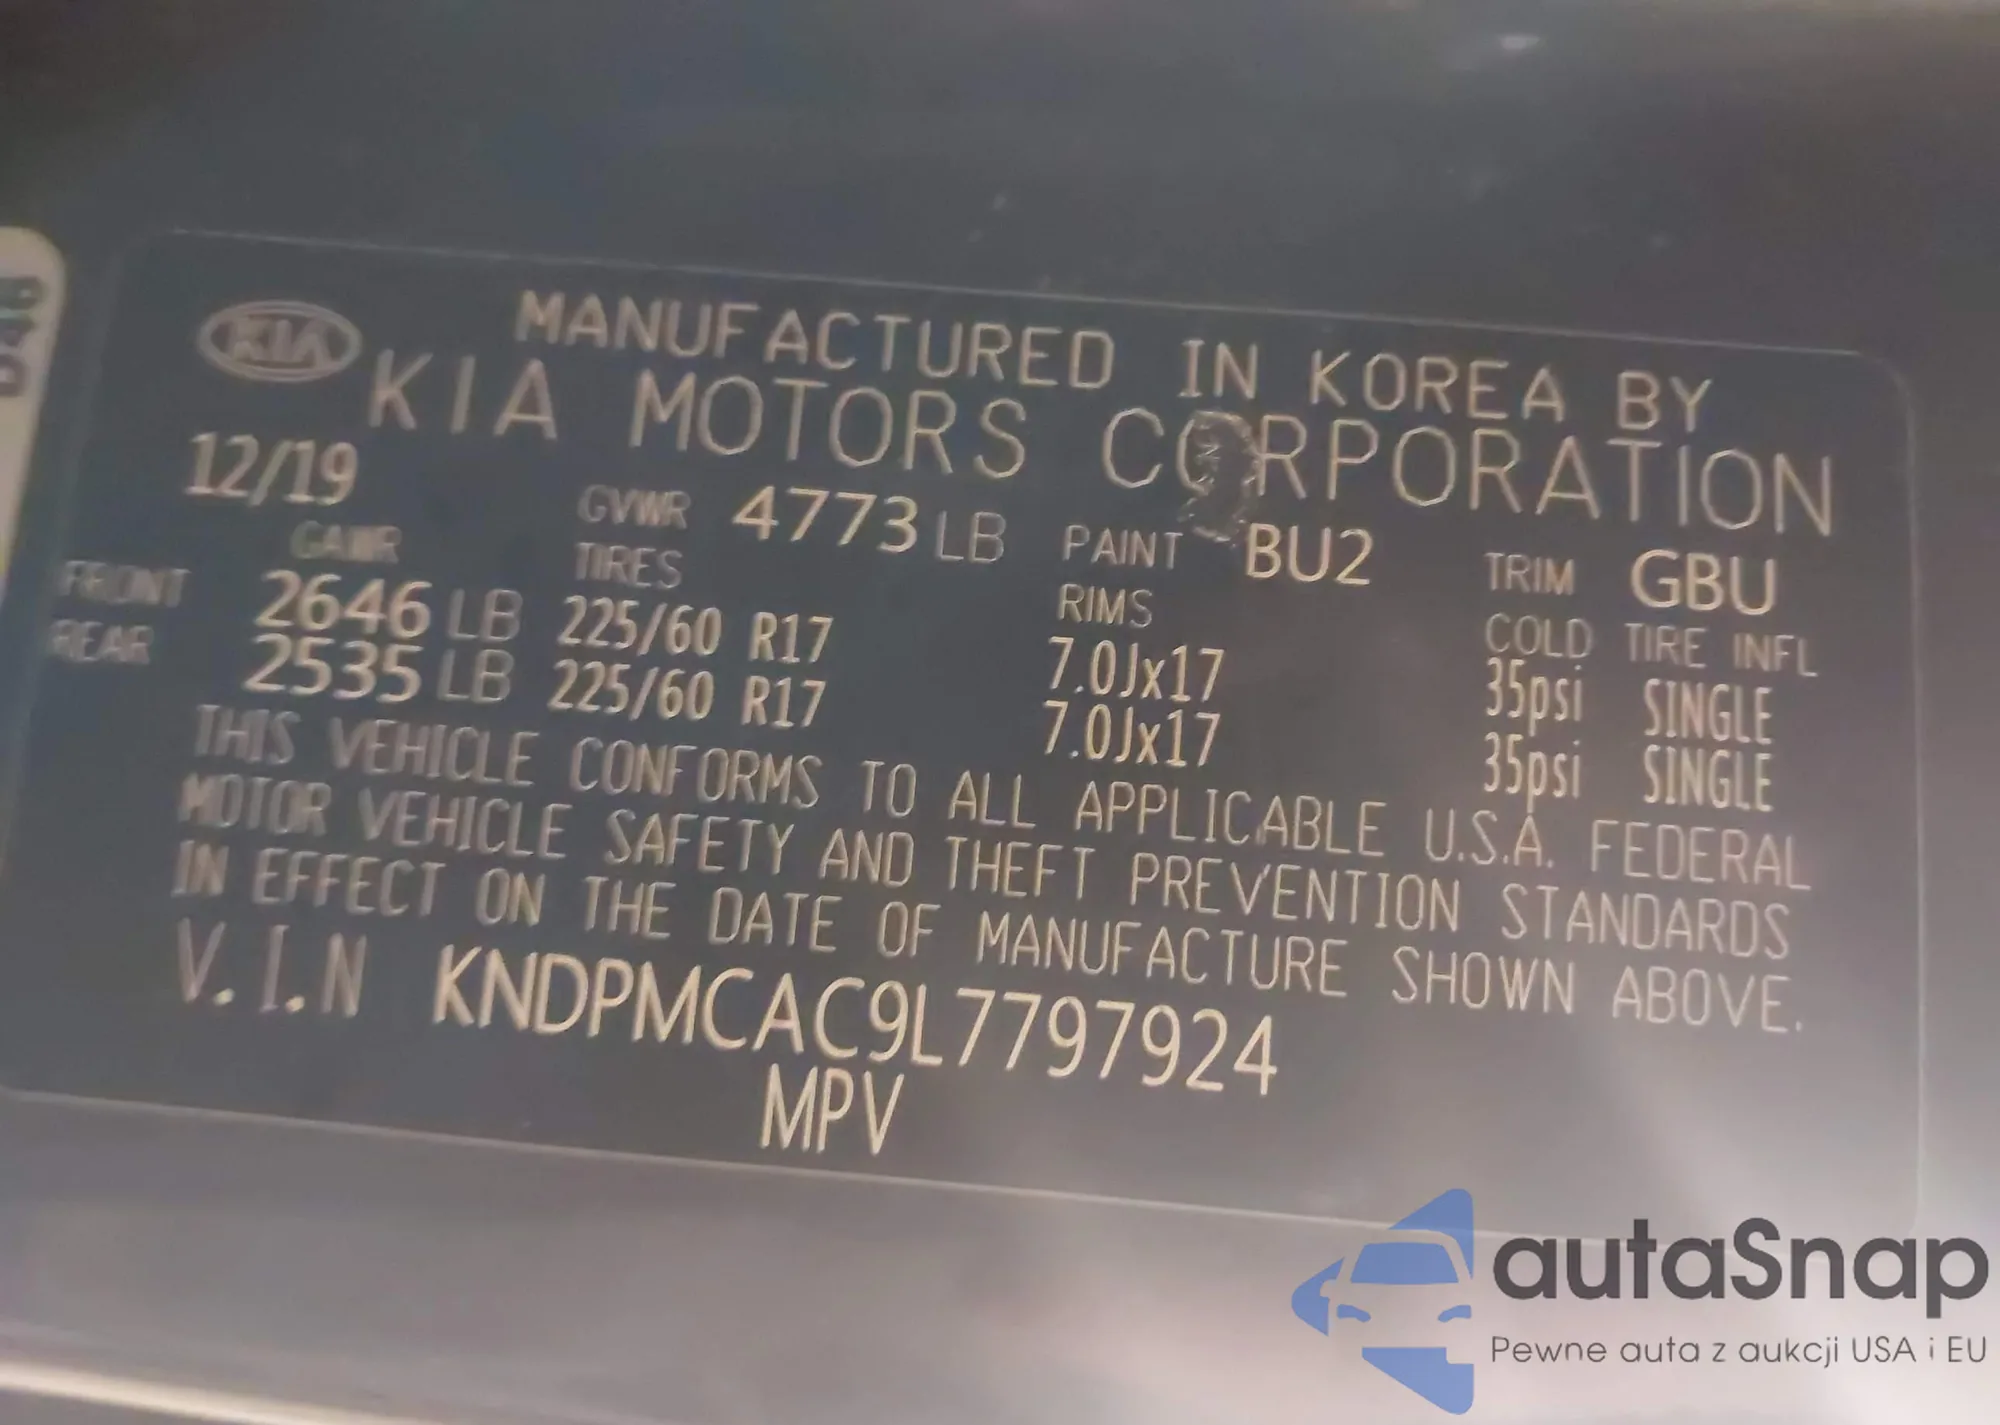 KIA
MANUFACTURED IN KOREA BY
KIA MOTORS CORPORATION
12/19
GVWR 4773 LB PAINT BU2 TRIM GBU
GAWR TIRES RIMS COLD TIRE INFL
FRONT 2646 LB 225/60 R17 7.0Jx17 35psi SINGLE
REAR 2535 LB 225/60 R17 7.0Jx17 35psi SINGLE
THIS VEHICLE CONFORMS TO ALL APPLICABLE U.S.A. FEDERAL
MOTOR VEHICLE SAFETY AND THEFT PREVENTION STANDARDS
IN EFFECT ON THE DATE OF MANUFACTURE SHOWN ABOVE.
V.I.N KNDPMCAC9L7797924
MPV
autaSnap
Pewne auta z aukcji USA i EU